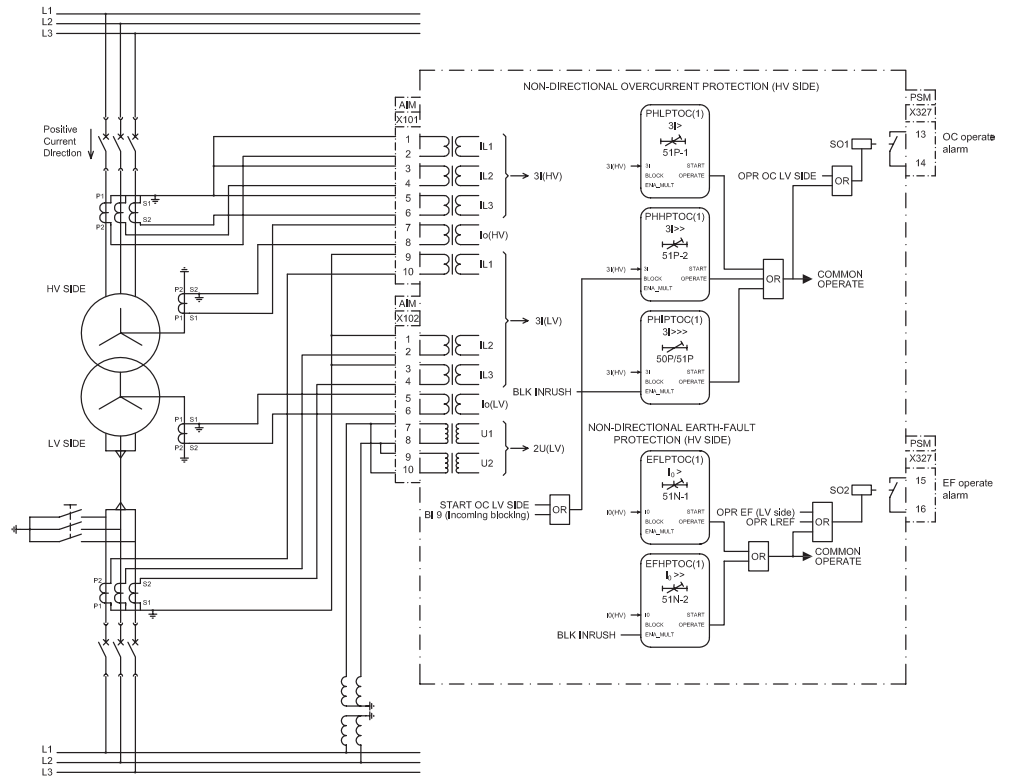 L1
L2
L3
Positive
Current
Direction
P1
P2
S1
S2
HV SIDE
P2
S2
P1
S1
P1
S1
P2
S2
LV SIDE
P2
P1
S2
S1
L1
L2
L3
AIM
X101
1
2
3
4
5
6
7
8
9
10
IL1
IL2
IL3
Io(HV)
IL1
3I(HV)
AIM
X102
1
2
3
4
5
6
7
8
9
10
IL2
IL3
Io(LV)
U1
U2
3I(LV)
2U(LV)
NON-DIRECTIONAL OVERCURRENT PROTECTION (HV SIDE)
PHLPTOC(1)
3I>
51P-1
3I(HV)
3I
START
BLOCK
OPERATE
ENA_MULT
PHHPTOC(1)
3I>>
51P-2
3I(HV)
3I
START
BLOCK
OPERATE
ENA_MULT
PHIPTOC(1)
3I>>>
50P/51P
3I(HV)
3I
START
BLOCK
OPERATE
ENA_MULT
BLK INRUSH
OR
COMMON
OPERATE
OPR OC LV SIDE
OR
SO1
PSM
X327
13
14
OC operate
alarm
START OC LV SIDE
BI 9 (Incoming blocking)
OR
NON-DIRECTIONAL EARTH-FAULT
PROTECTION (HV SIDE)
EFLPTOC(1)
I0 >
51N-1
I0(HV)
I0
START
BLOCK
OPERATE
ENA_MULT
EFHPTOC(1)
I0 >>
51N-2
I0(HV)
I0
START
BLOCK
OPERATE
ENA_MULT
BLK INRUSH
OR
COMMON
OPERATE
OPR EF (LV side)
OPR LREF
OR
SO2
PSM
X327
15
16
EF operate
alarm